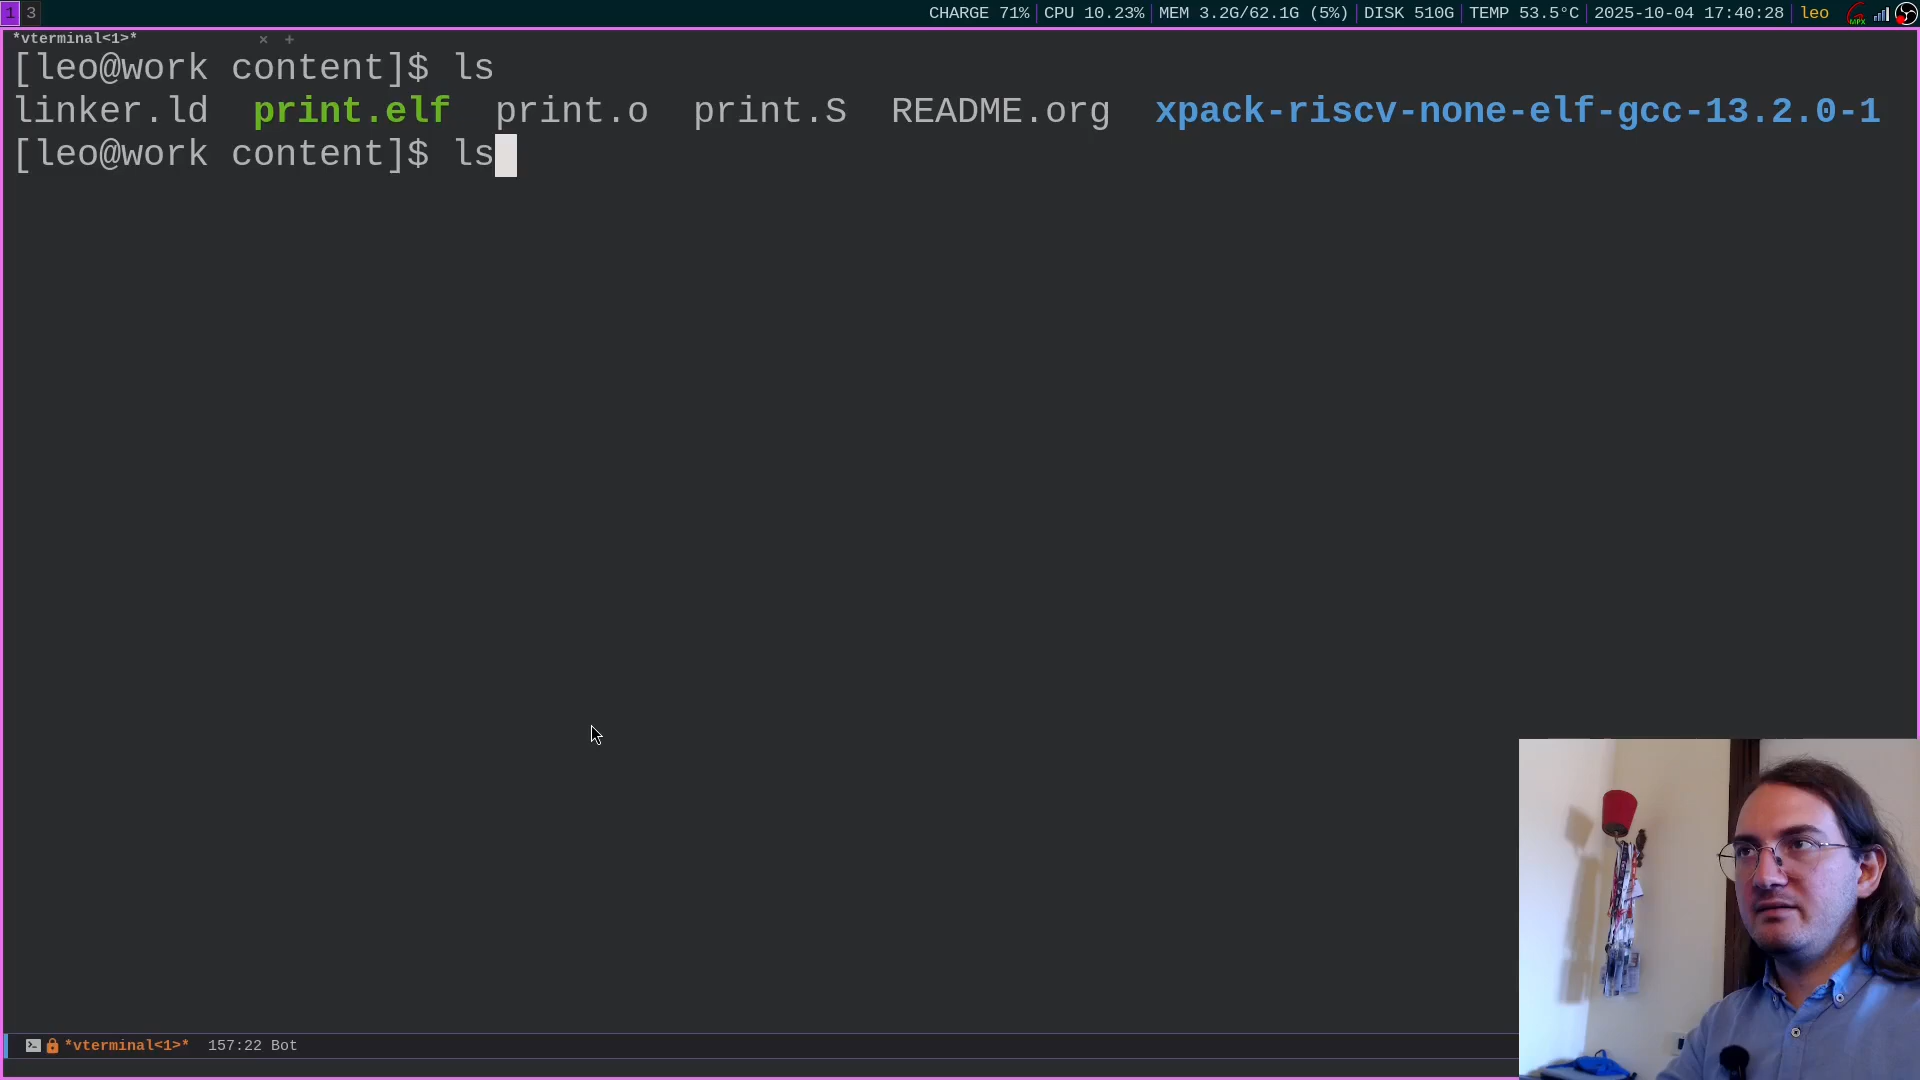 1 3 CHARGE 71% CPU 10.23% MEM 3.2G/62.1G (5%) DISK 510G TEMP 53.5°C 2025-10-04 17:40:28 leo MPX
*vterminal<1>* × +
[leo@work content]$ ls
linker.ld print.elf print.o print.S README.org xpack-riscv-none-elf-gcc-13.2.0-1
[leo@work content]$ ls
*vterminal<1>* 157:22 Bot